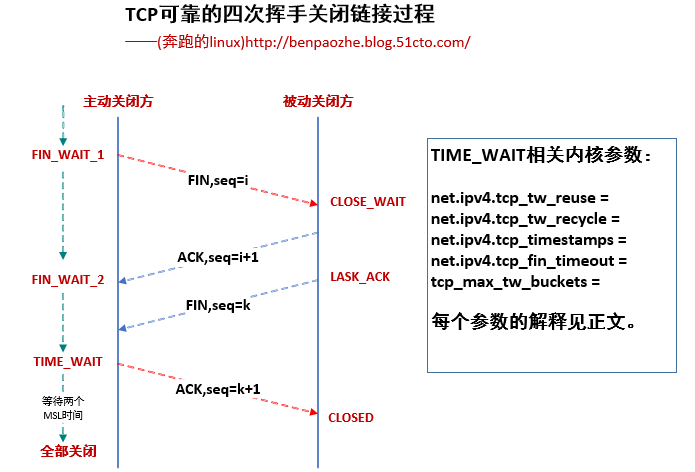 TCP可靠的四次挥手关闭链接过程
——(奔跑的linux)http://benpaozhe.blog.51cto.com/
主动关闭方
被动关闭方
FIN_WAIT_1
FIN,seq=i
CLOSE_WAIT
ACK,seq=i+1
FIN_WAIT_2
LASK_ACK
FIN,seq=k
TIME_WAIT
ACK,seq=k+1
等待两个
MSL时间
CLOSED
全部关闭
TIME_WAIT相关内核参数：
net.ipv4.tcp_tw_reuse =
net.ipv4.tcp_tw_recycle =
net.ipv4.tcp_timestamps =
net.ipv4.tcp_fin_timeout =
tcp_max_tw_buckets =
每个参数的解释见正文。